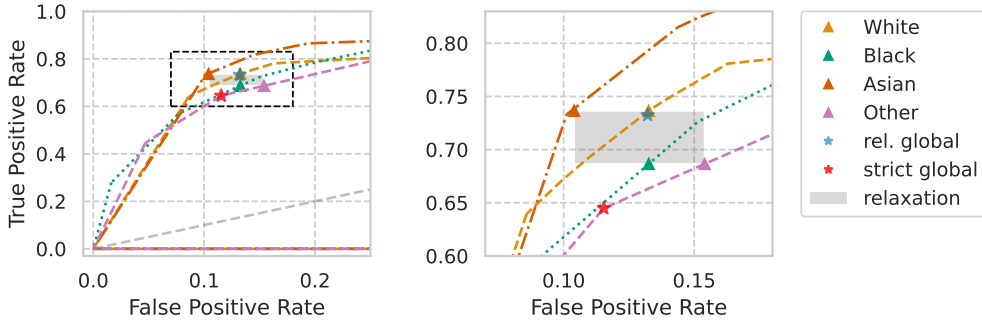 1.0
0.8
0.6
0.4
0.2
0.0
True Positive Rate
0.0
0.1
0.2
False Positive Rate
0.80
0.75
0.70
0.65
0.60
0.10
0.15
False Positive Rate
White
Black
Asian
Other
rel. global
strict global
relaxation